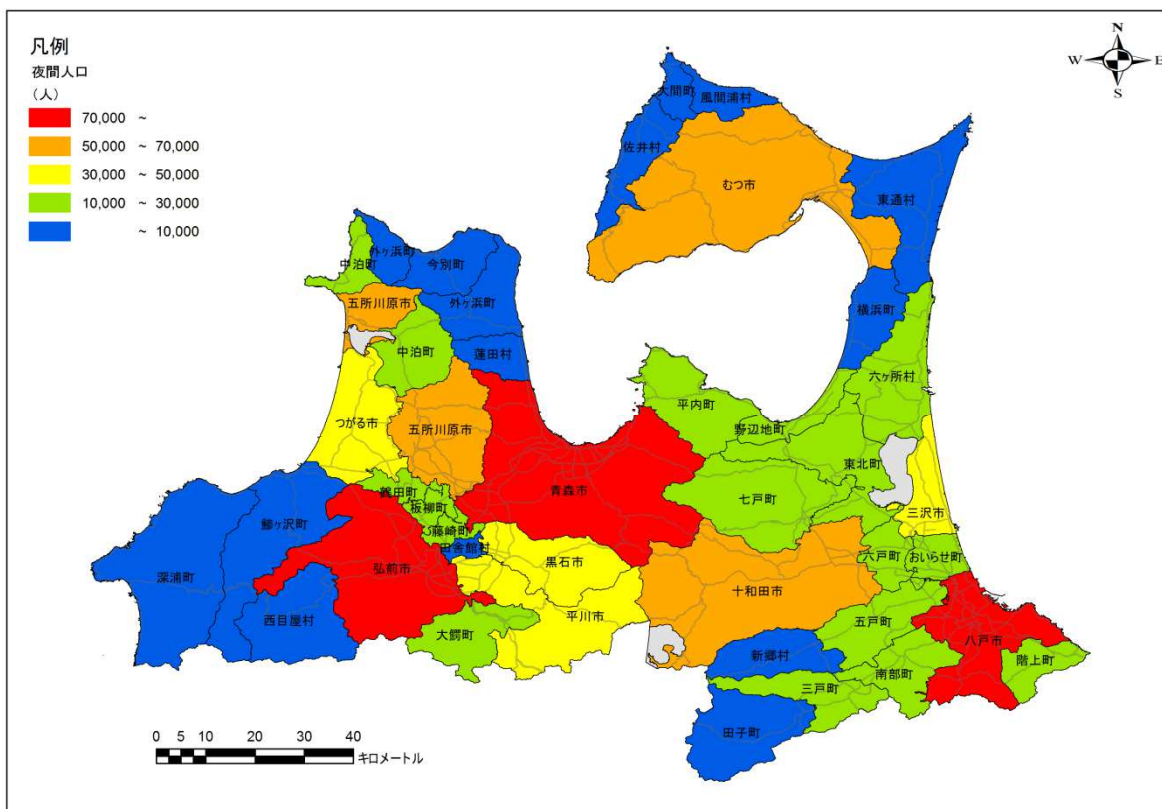 凡例
夜間人口
(人)
70,000 ~
50,000 ~ 70,000
30,000 ~ 50,000
10,000 ~ 30,000
~ 10,000
N
W
E
S
大間町
風間浦村
佐井村
むつ市
東通村
外ヶ浜町
中泊町
今別町
五所川原市
外ヶ浜町
横浜町
中泊町
蓬田村
六ヶ所村
平内町
つがる市
五所川原市
野辺地町
東北町
青森市
七戸町
鶴田町
板柳町
三沢市
鰺ヶ沢町
藤崎町
田舎館村
六戸町
おいらせ町
黒石市
深浦町
弘前市
十和田市
平川市
西目屋村
五戸町
八戸市
大鰐町
新郷村
階上町
南部町
三戸町
田子町
0 5 10 20 30 40
キロメートル